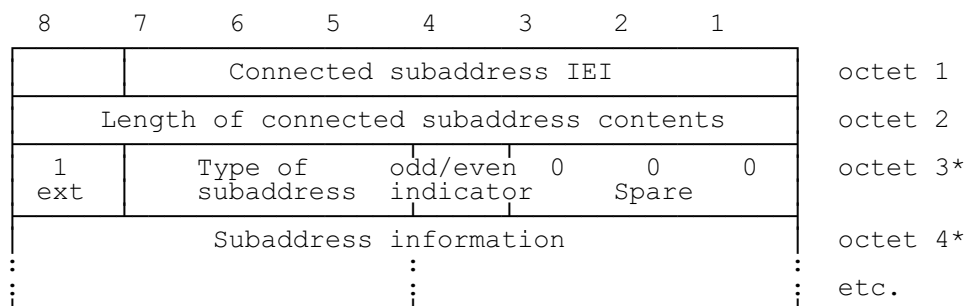 8 7 6 5 4 3 2 1
Connected subaddress IEI octet 1
Length of connected subaddress contents octet 2
1 Type of odd/even 0 0 0 octet 3*
ext subaddress indicator Spare
Subaddress information octet 4*
: : :
: : : etc.